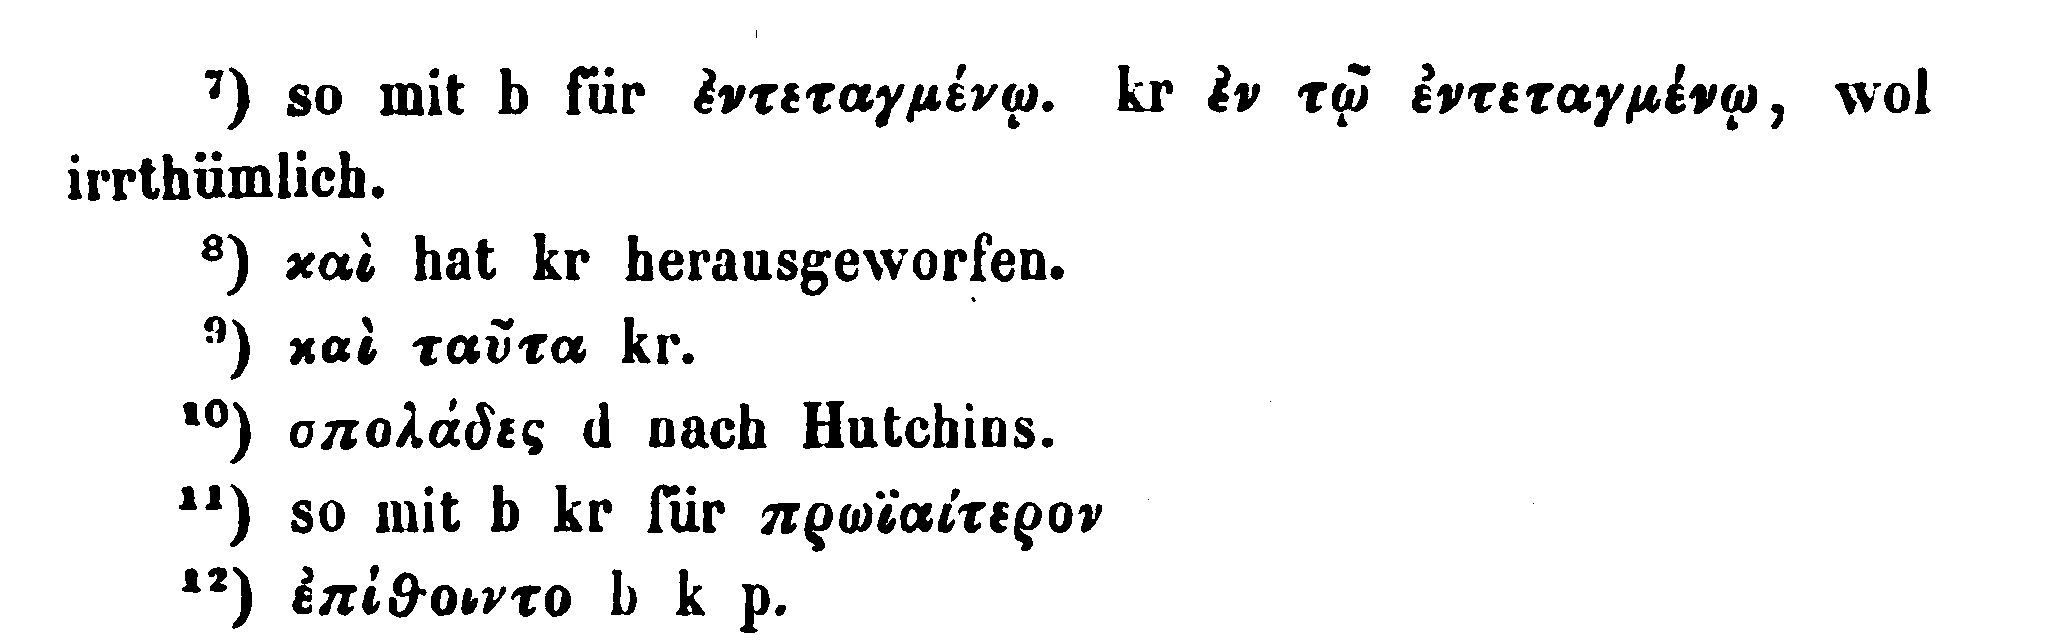 ⁷) so mit b für ἐντεταγμένῳ. kr ἐν τῷ ἐντεταγμένῳ, wol
irrthümlich.
⁸) καὶ hat kr herausgeworfen.
⁹) καὶ ταῦτα kr.
¹⁰) σπολάδες d nach Hutchins.
¹¹) so mit b kr für πρωϊαίτερον
¹²) ἐπίθοιντο b k p.